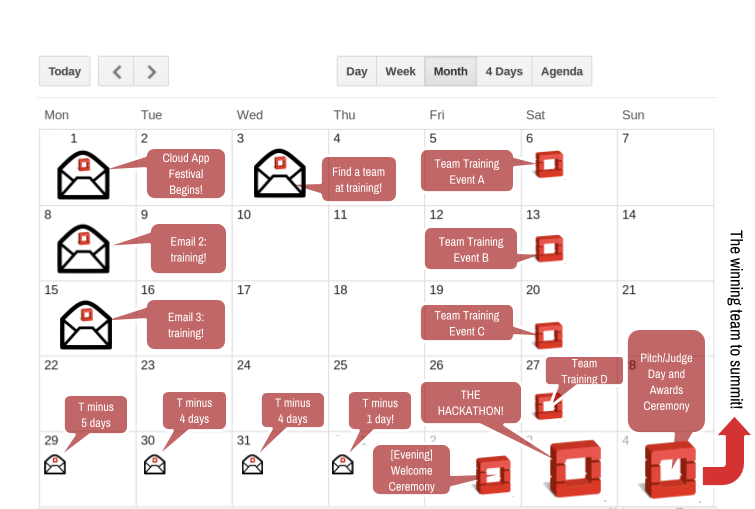 Today
Day Week Month 4 Days Agenda
Mon Tue Wed Thu Fri Sat Sun
1 2 3 4 5 6 7
Cloud App
Festival
Begins!
Find a team
at training!
Team Training
Event A
8 9 10 11 12 13 14
Email 2:
training!
Team Training
Event B
15 16 17 18 19 20 21
Email 3:
training!
Team Training
Event C
22 23 24 25 26 27 28
T minus
5 days
T minus
4 days
T minus
4 days
T minus
1 day!
THE
HACKATHON!
Team
Training D
Pitch/Judge
Day and
Awards
Ceremony
29 30 31 2 3 4
[Evening]
Welcome
Ceremony
The winning team to summit!